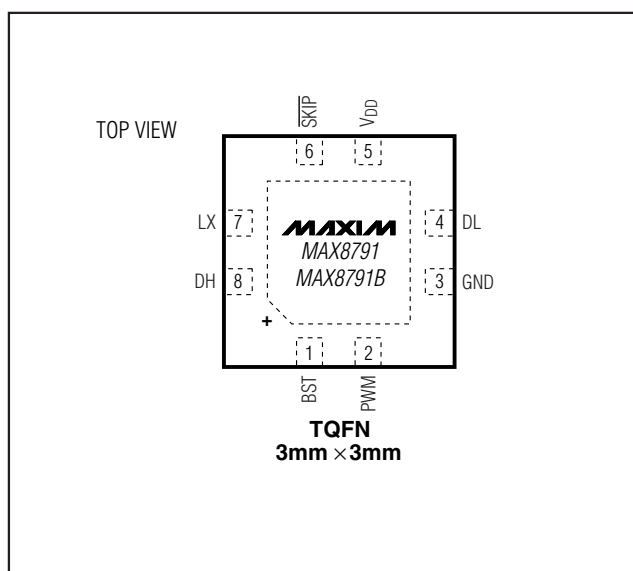 TOP VIEW
S̅K̅I̅P̅
VDD
6
5
LX
7
4
DL
MAXIM
MAX8791
MAX8791B
DH
8
3
GND
+
1
2
BST
PWM
TQFN
3mm × 3mm